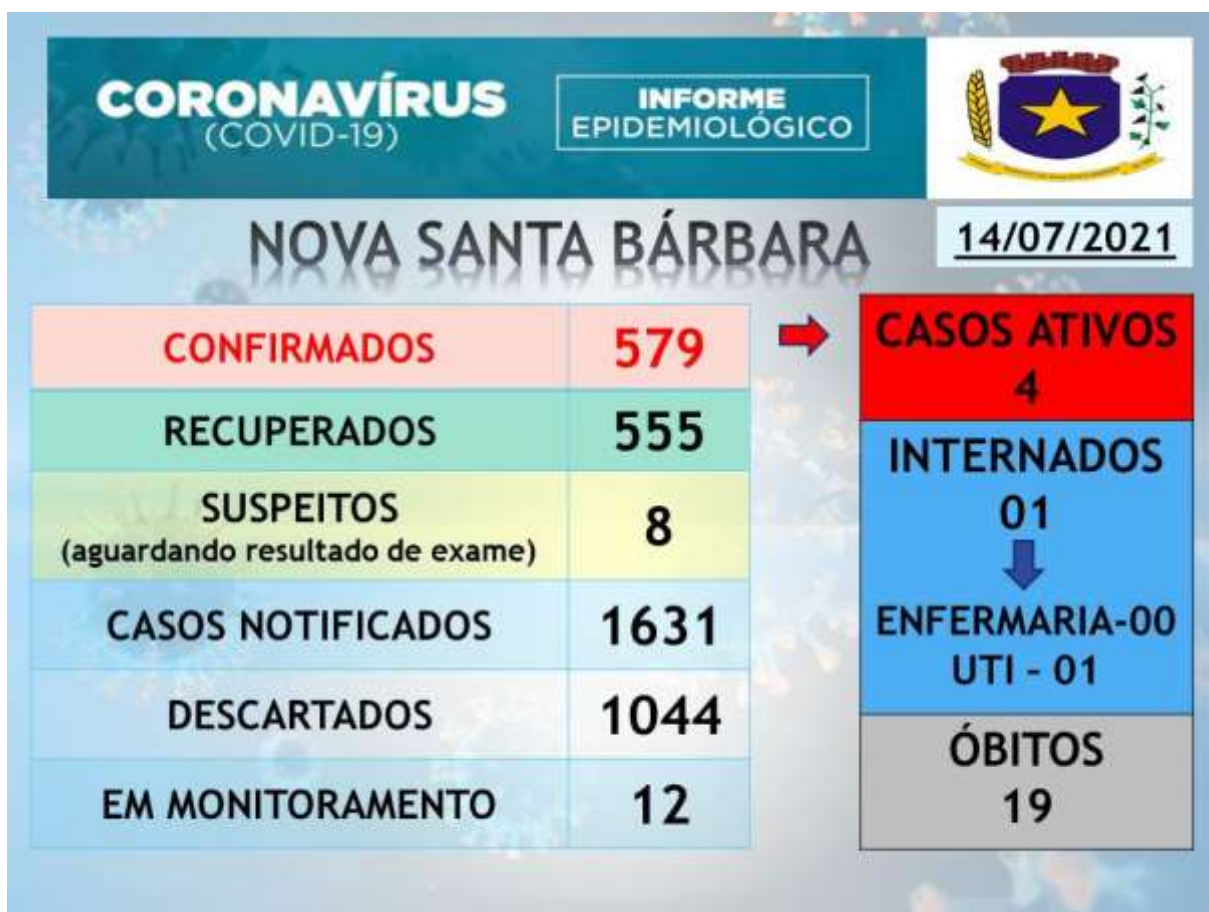 CORONAVÍRUS
(COVID-19)
INFORME
EPIDEMIOLÓGICO
NOVA SANTA BÁRBARA
14/07/2021
CONFIRMADOS 579
RECUPERADOS 555
SUSPEITOS
(aguardando resultado de exame) 8
CASOS NOTIFICADOS 1631
DESCARTADOS 1044
EM MONITORAMENTO 12
CASOS ATIVOS
4
INTERNADOS
01
ENFERMARIA-00
UTI - 01
ÓBITOS
19